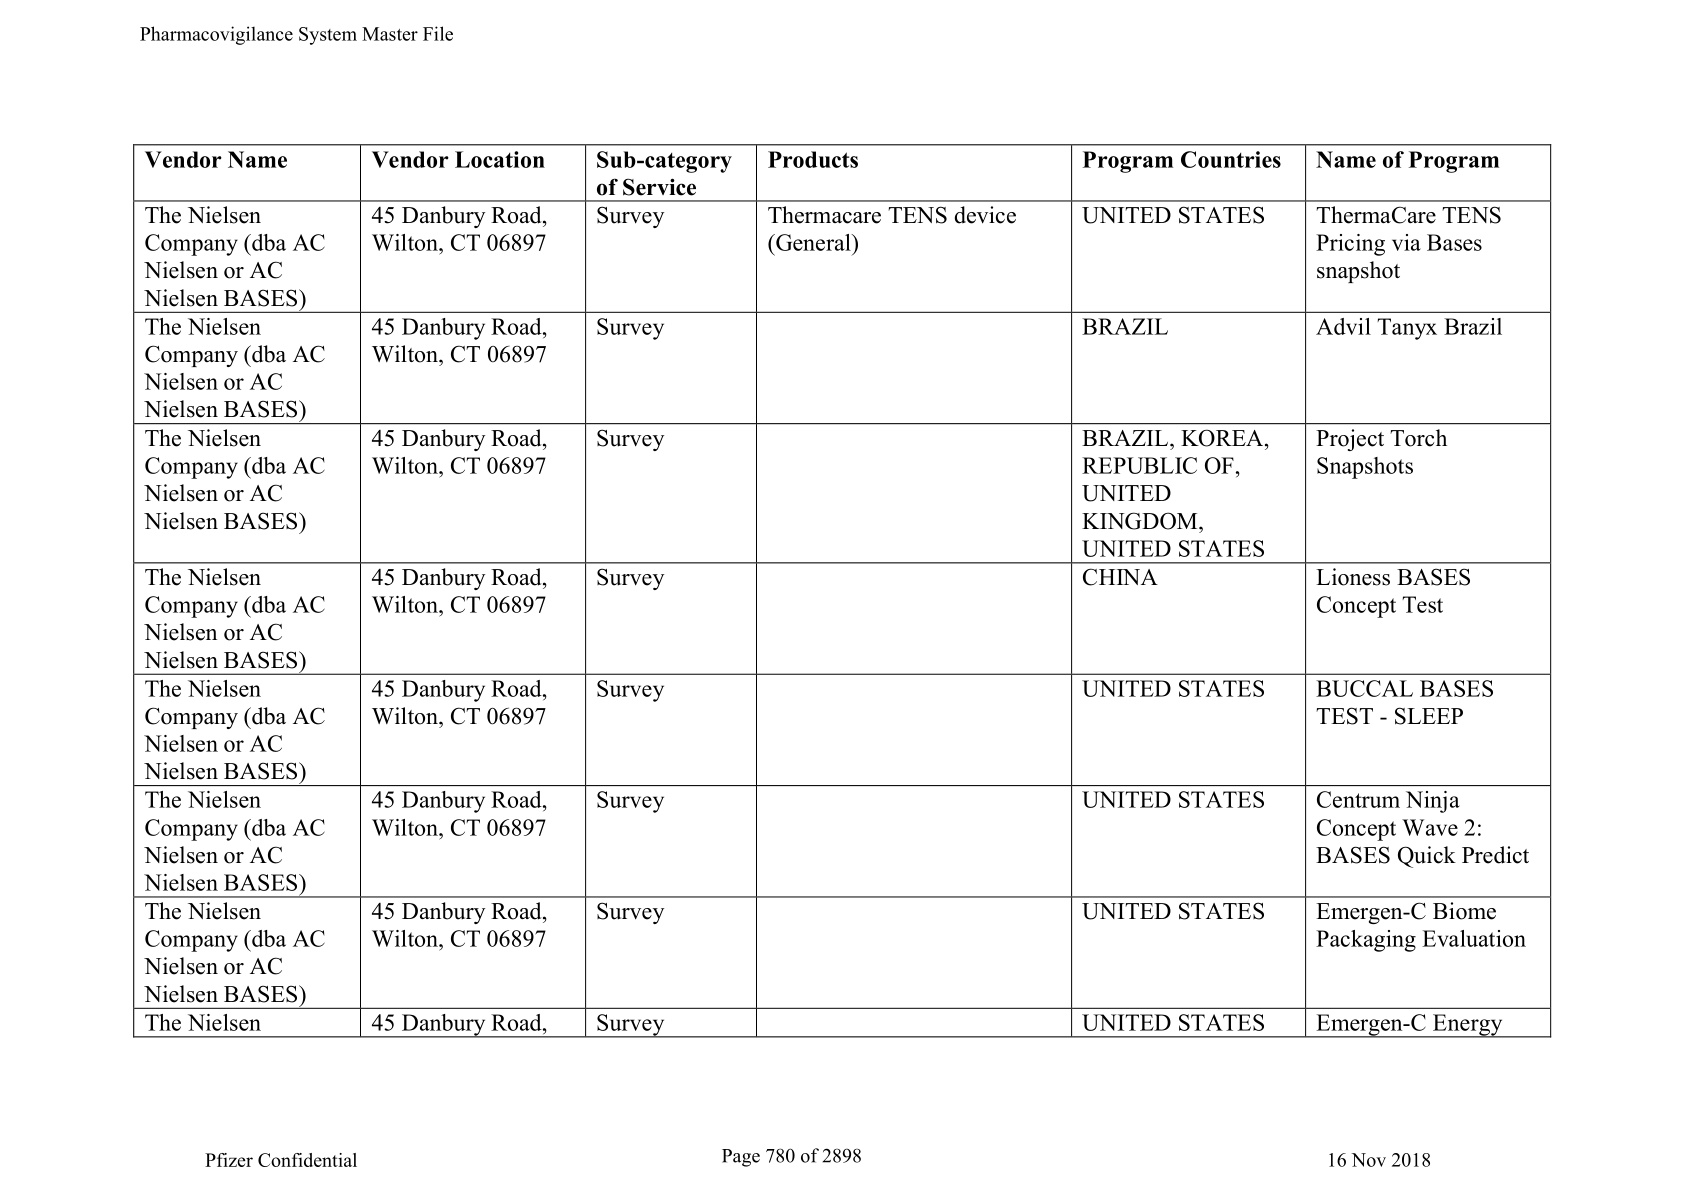 Pharmacovigilance System Master File
Vendor Name
Vendor Location
Sub-category
of Service
Products
Program Countries
Name of Program
The Nielsen
Company (dba AC
Nielsen or AC
Nielsen BASES)
45 Danbury Road,
Wilton, CT 06897
Survey
Thermacare TENS device
(General)
UNITED STATES
ThermaCare TENS
Pricing via Bases
snapshot
The Nielsen
Company (dba AC
Nielsen or AC
Nielsen BASES)
45 Danbury Road,
Wilton, CT 06897
Survey
BRAZIL
Advil Tanyx Brazil
The Nielsen
Company (dba AC
Nielsen or AC
Nielsen BASES)
45 Danbury Road,
Wilton, CT 06897
Survey
BRAZIL, KOREA,
REPUBLIC OF,
UNITED
KINGDOM,
UNITED STATES
Project Torch
Snapshots
The Nielsen
Company (dba AC
Nielsen or AC
Nielsen BASES)
45 Danbury Road,
Wilton, CT 06897
Survey
CHINA
Lioness BASES
Concept Test
The Nielsen
Company (dba AC
Nielsen or AC
Nielsen BASES)
45 Danbury Road,
Wilton, CT 06897
Survey
UNITED STATES
BUCCAL BASES
TEST - SLEEP
The Nielsen
Company (dba AC
Nielsen or AC
Nielsen BASES)
45 Danbury Road,
Wilton, CT 06897
Survey
UNITED STATES
Centrum Ninja
Concept Wave 2:
BASES Quick Predict
The Nielsen
Company (dba AC
Nielsen or AC
Nielsen BASES)
45 Danbury Road,
Wilton, CT 06897
Survey
UNITED STATES
Emergen-C Biome
Packaging Evaluation
The Nielsen
45 Danbury Road,
Survey
UNITED STATES
Emergen-C Energy
Pfizer Confidential
Page 780 of 2898
16 Nov 2018